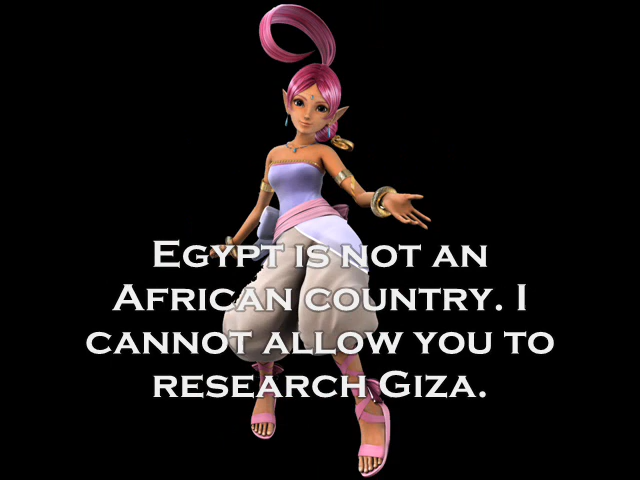 Egypt is not an
African country. I
cannot allow you to
research Giza.